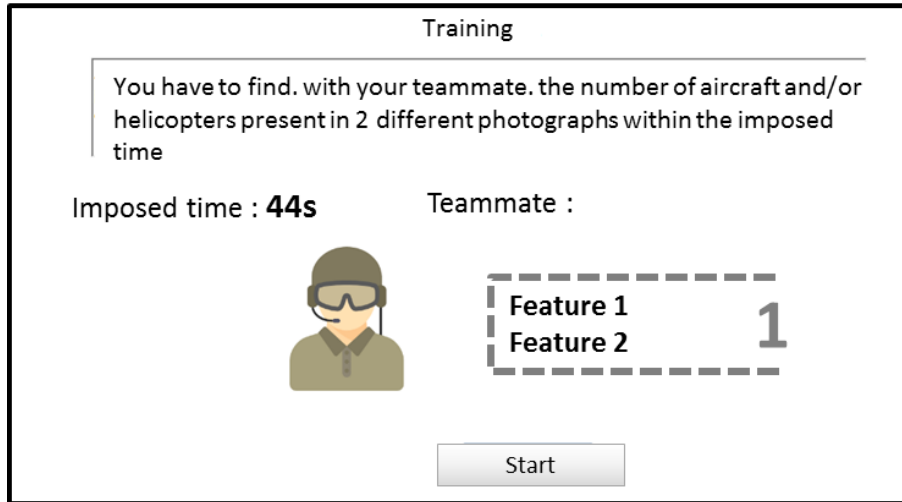 Training
You have to find. with your teammate. the number of aircraft and/or
helicopters present in 2 different photographs within the imposed
time
Imposed time : 44s
Teammate :
Feature 1
Feature 2
1
Start